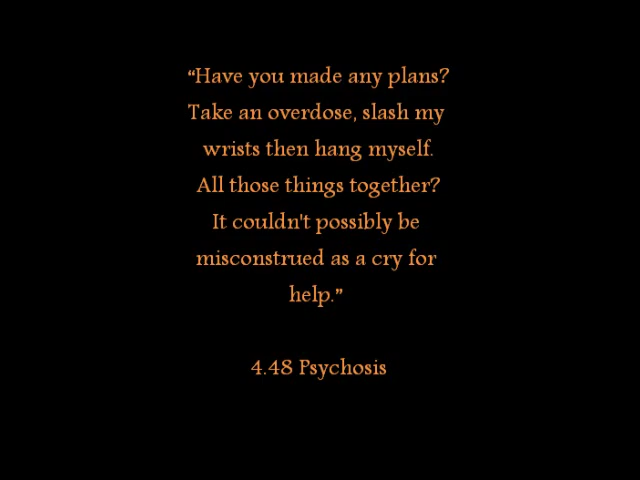 “Have you made any plans?
Take an overdose, slash my
wrists then hang myself.
All those things together?
It couldn't possibly be
misconstrued as a cry for
help.”
4.48 Psychosis